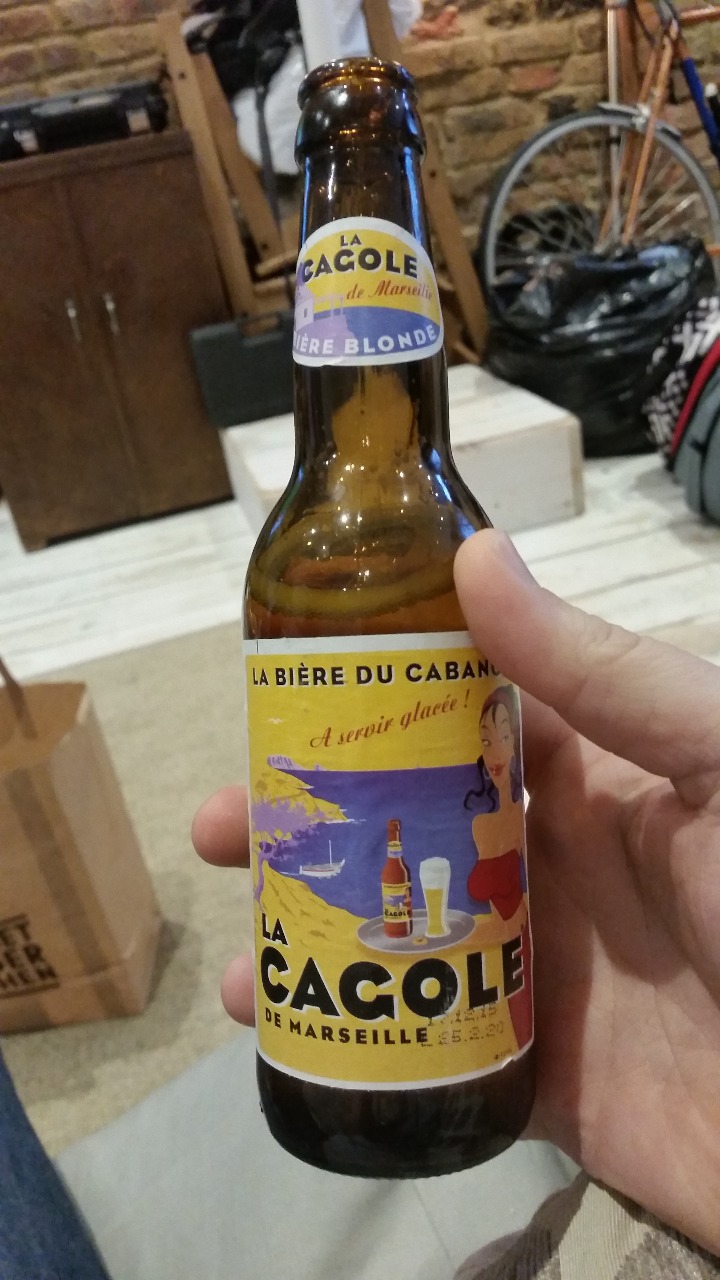 LA
CAGOLE
de Marseille
BIÈRE BLONDE
LA BIÈRE DU CABANO
A servir glacée !
LA
CAGOLE
DE MARSEILLE